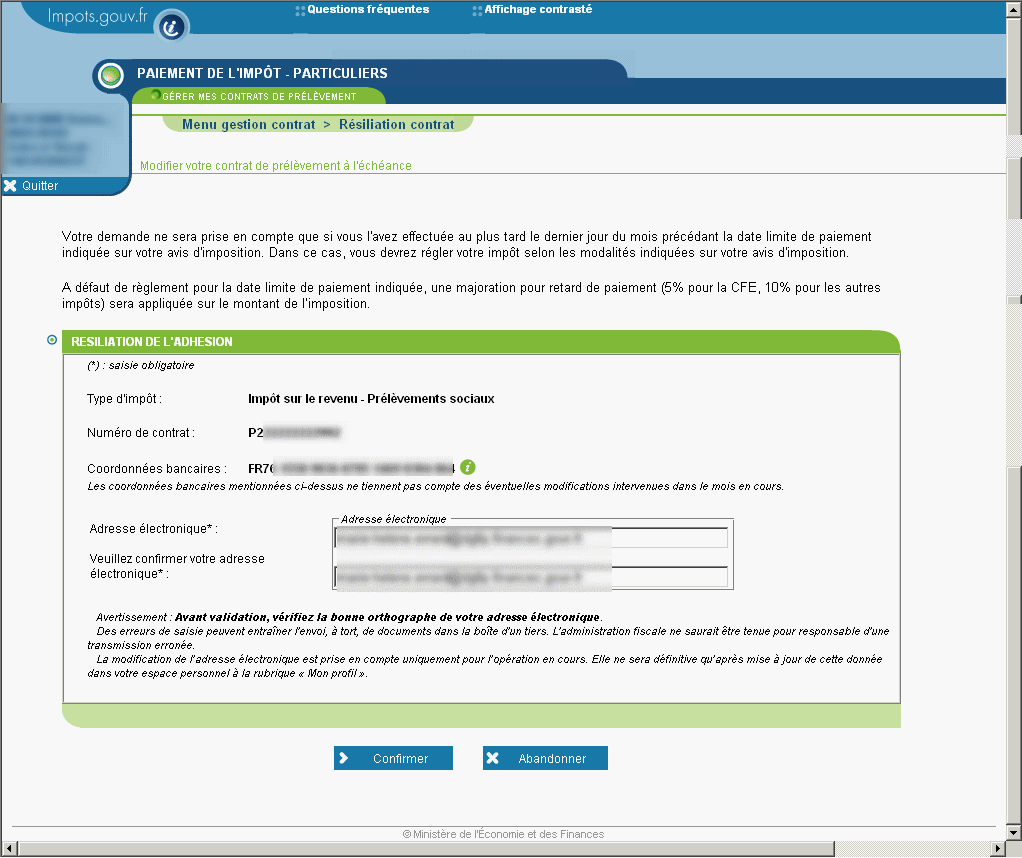 Impots.gouv.fr
Questions fréquentes
Affichage contrasté
PAIEMENT DE L'IMPÔT - PARTICULIERS
GÉRER MES CONTRATS DE PRÉLÈVEMENT
Menu gestion contrat > Résiliation contrat
Modifier votre contrat de prélèvement à l'échéance
Quitter
Votre demande ne sera prise en compte que si vous l'avez effectuée au plus tard le dernier jour du mois précédant la date limite de paiement
indiquée sur votre avis d'imposition. Dans ce cas, vous devrez régler votre impôt selon les modalités indiquées sur votre avis d'imposition.
A défaut de règlement pour la date limite de paiement indiquée, une majoration pour retard de paiement (5% pour la CFE, 10% pour les autres
impôts) sera appliquée sur le montant de l'imposition.
RESILIATION DE L'ADHESION
(*) : saisie obligatoire
Type d'impôt : Impôt sur le revenu - Prélèvements sociaux
Numéro de contrat : P2
Coordonnées bancaires : FR76
Les coordonnées bancaires mentionnées ci-dessus ne tiennent pas compte des éventuelles modifications intervenues dans le mois en cours.
Adresse électronique
Adresse électronique* :
Veuillez confirmer votre adresse
électronique* :
Avertissement : Avant validation, vérifiez la bonne orthographe de votre adresse électronique.
Des erreurs de saisie peuvent entraîner l'envoi, à tort, de documents dans la boîte d'un tiers. L'administration fiscale ne saurait être tenue pour responsable d'une
transmission erronée.
La modification de l'adresse électronique est prise en compte uniquement pour l'opération en cours. Elle ne sera définitive qu'après mise à jour de cette donnée
dans votre espace personnel à la rubrique « Mon profil ».
Confirmer
Abandonner
© Ministère de l'Économie et des Finances